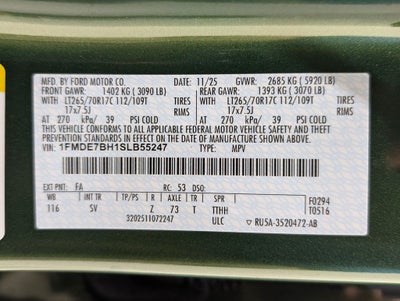 MFD. BY FORD MOTOR CO. 11/25 GVWR: 2685 KG ( 5920 LB)
FRONT GAWR: 1402 KG ( 3090 LB) REAR GAWR: 1393 KG ( 3070 LB)
LT265/70R17C 112/109T TIRES LT265/70R17C 112/109T TIRES
17x7.5J RIMS 17x7.5J RIMS
AT 270 kPa/ 39 PSI COLD AT 270 kPa/ 39 PSI COLD
THIS VEHICLE CONFORMS TO ALL APPLICABLE FEDERAL MOTOR VEHICLE SAFETY, BUMPER, AND THEFT PREVENTION STANDARDS IN EFFECT ON THE DATE OF MANUFACTURE SHOWN ABOVE.
VIN: 1FMDE7BH1SLB55247 TYPE: MPV
EXT PNT: FA RC: 53 DSO:
WB INT TR TP/PS R AXLE TR SPR F0294
116 SV Z 73 T TTHH T0516
3202511072247 ULC ▽ RU5A-3520472-AB